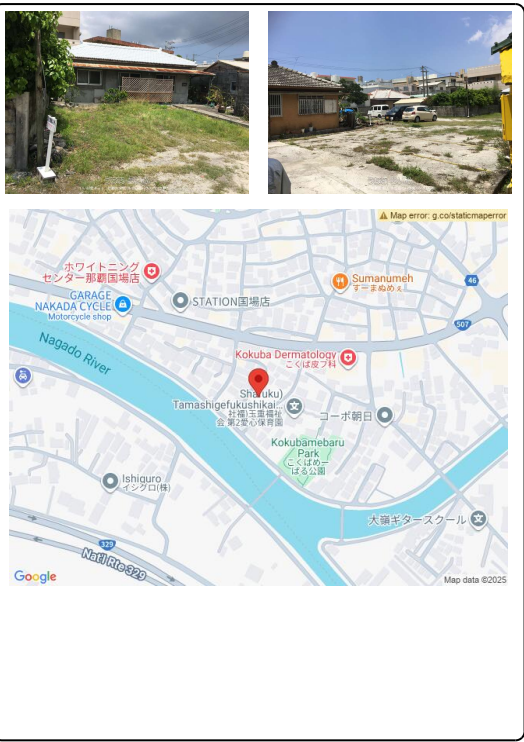 Map error: g.co/staticmaperror
ホワイトニング
センター那覇国場店
GARAGE
NAKADA CYCLE
Motorcycle shop
STATION国場店
Sumanumeh
すーまぬめぇ
46
507
Nagado River
Kokuba Dermatology
こくば皮フ科
Tamashigefukushikai...
社福)玉重福祉
会 第2愛心保育園
コーポ朝日
Kokubamebaru
Park
こくばめー
ばる公園
Ishiguro
イシグロ(株)
大嶺ギタースクール
329
Nat'l Rte 329
Google
Map data ©2025